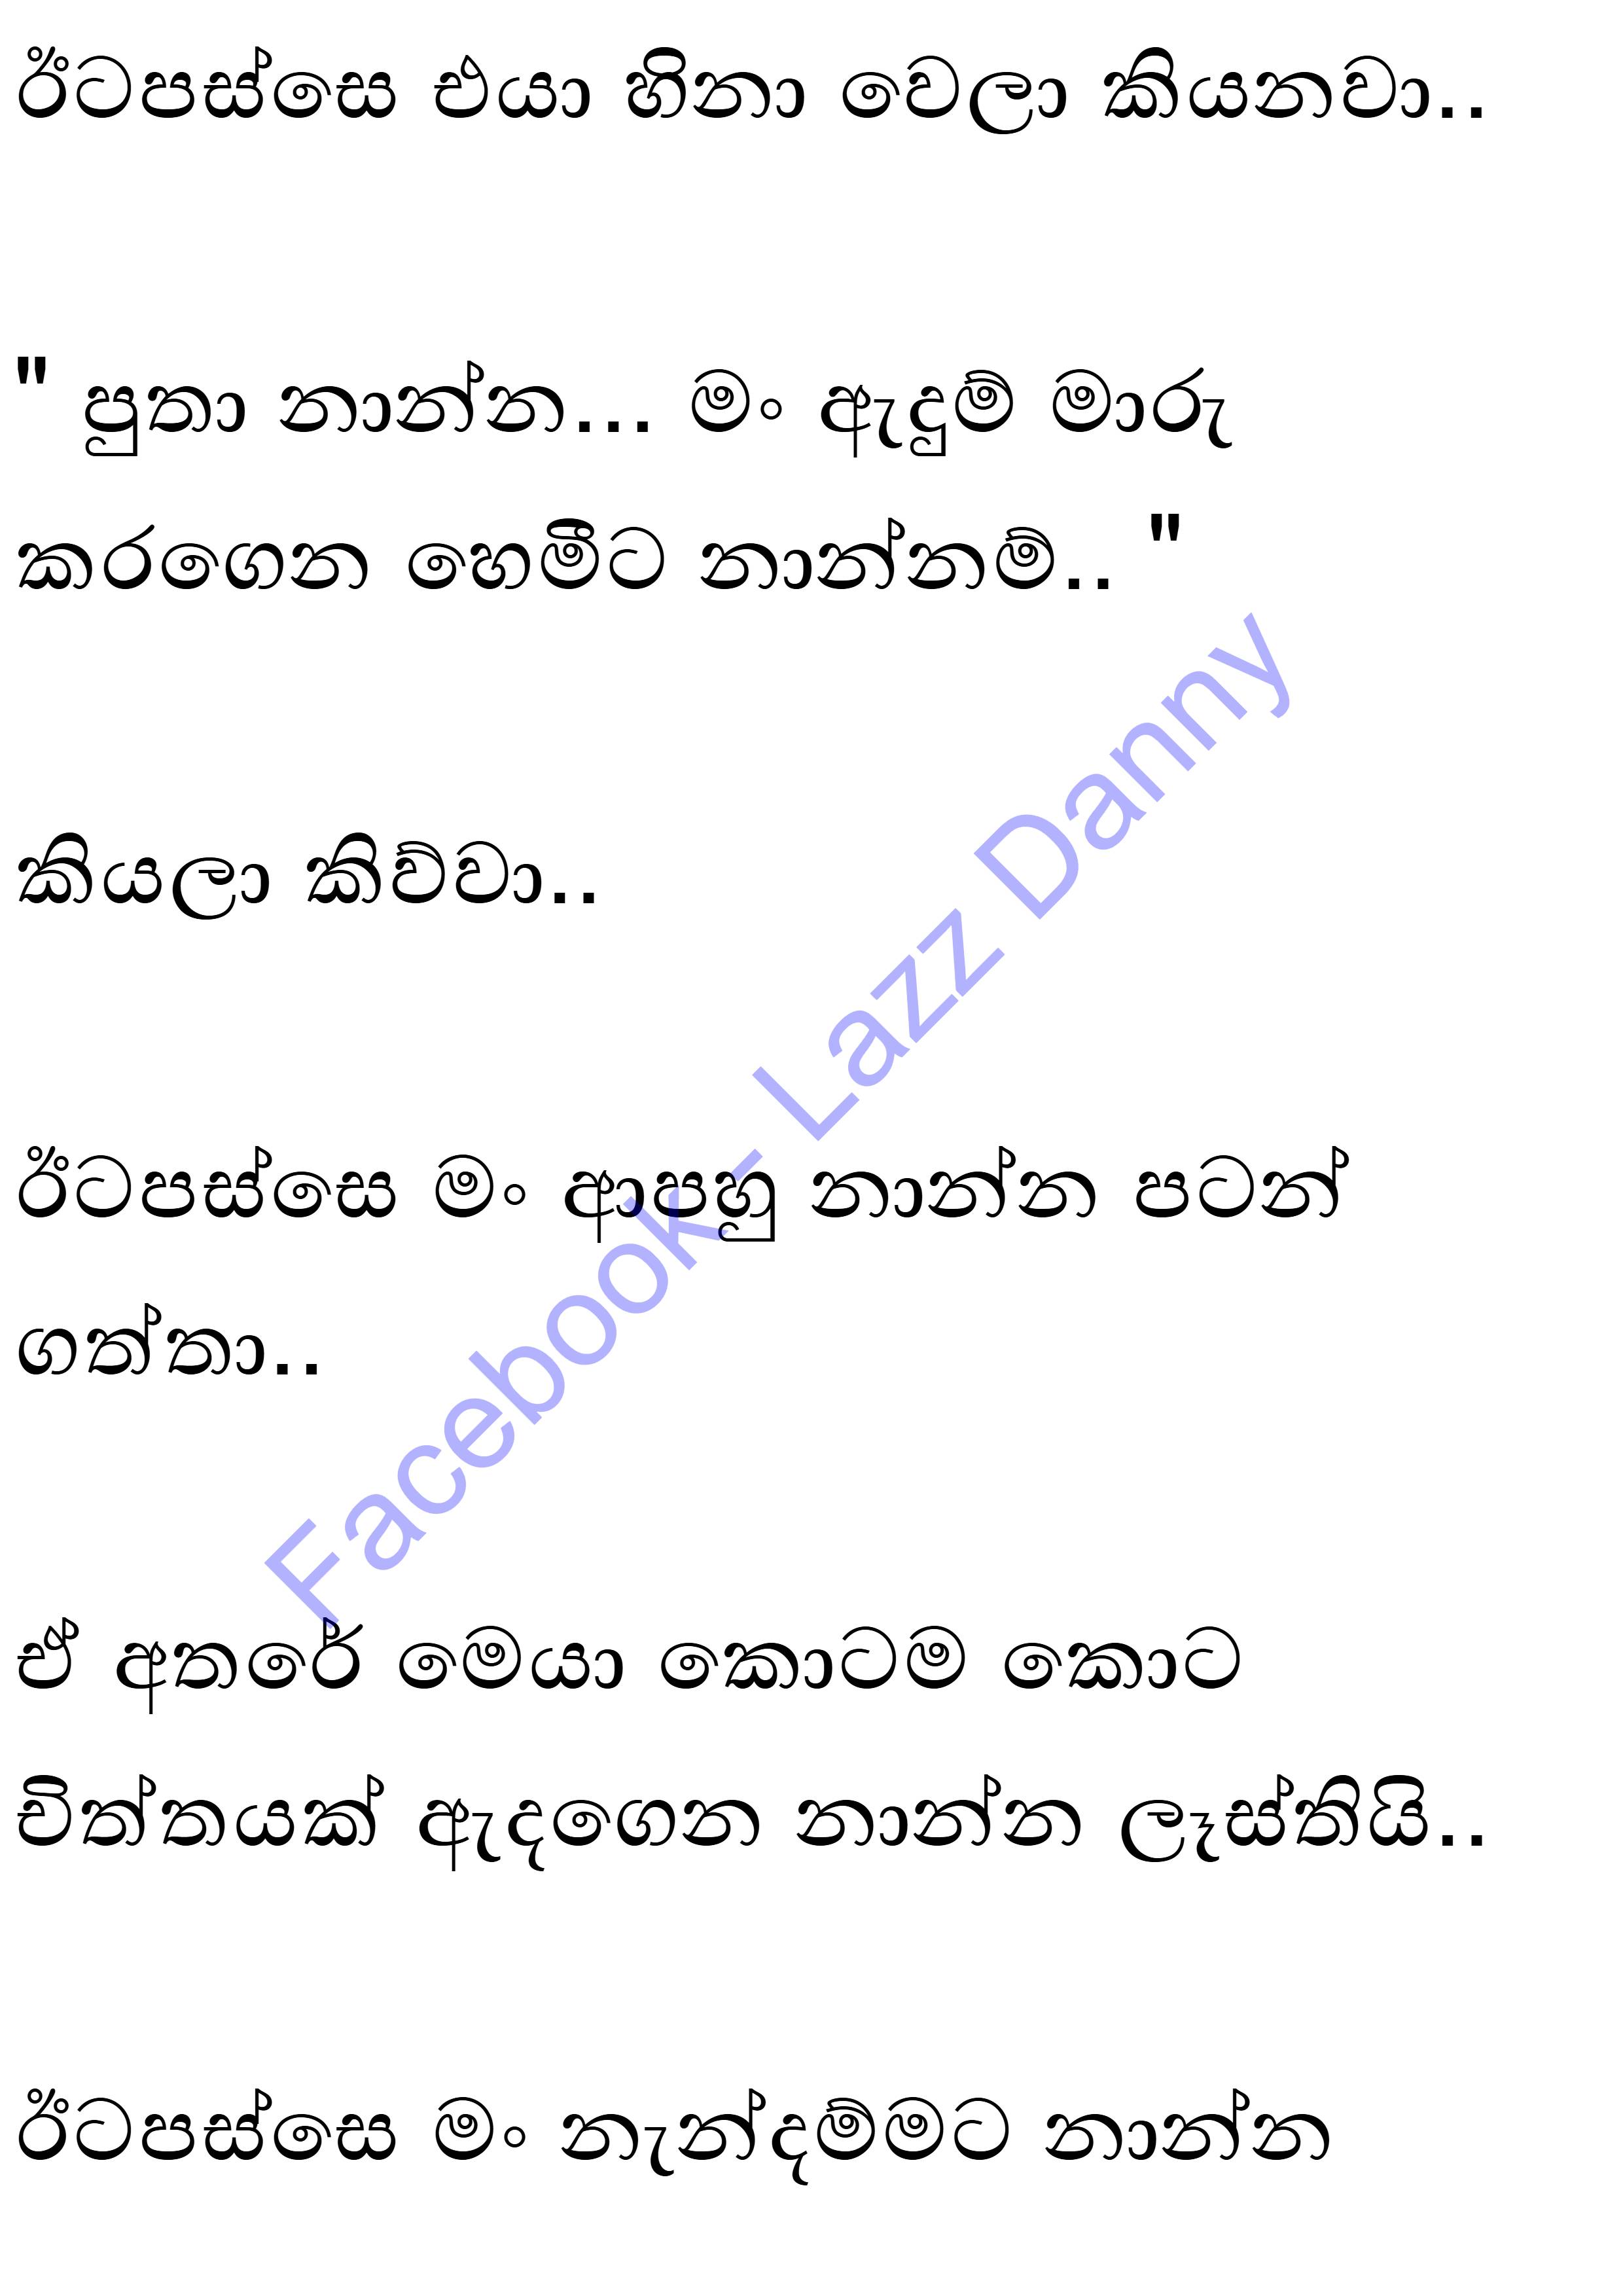 ඊටපස්සෙ එයා හිනා වෙලා කියනවා..
" පුතා නාන්න... මං ඇදුම් මාරු
කරගෙන හෙමීට නාන්නම්.. "
කියලා කිව්වා..
ඊටපස්සෙ මං ආපහු නාන්න පටන්
ගත්තා..
ඒ අතරේ මෙයා කොටම කොට
චිත්තයක් ඇදගෙන නාන්න ලෑස්තියි..
ඊටපස්සෙ මං නැන්දම්මට නාන්න
Facebook- Lazz Danny